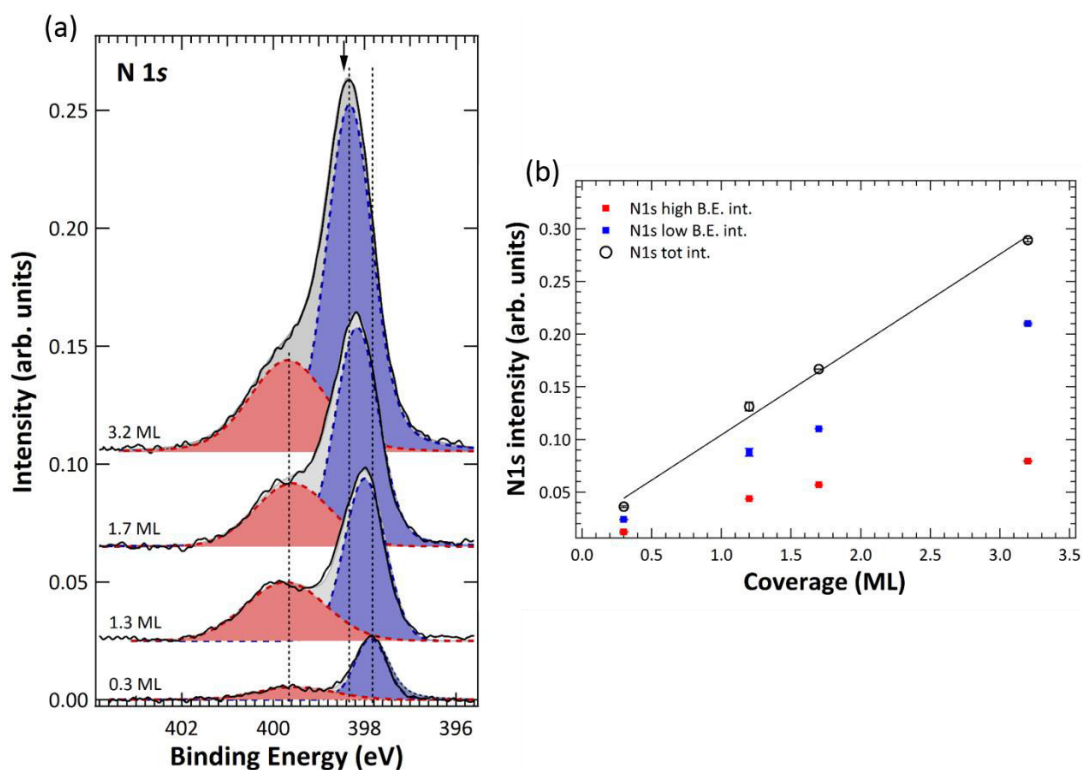 (a)
N 1s
0.25
0.20
0.15
0.10
0.05
0.00
3.2 ML
1.7 ML
1.3 ML
0.3 ML
402
400
398
396
Intensity (arb. units)
Binding Energy (eV)
(b)
N1s high B.E. int.
N1s low B.E. int.
N1s tot int.
0.30
0.25
0.20
0.15
0.10
0.05
0.0
0.5
1.0
1.5
2.0
2.5
3.0
3.5
N1s intensity (arb. units)
Coverage (ML)